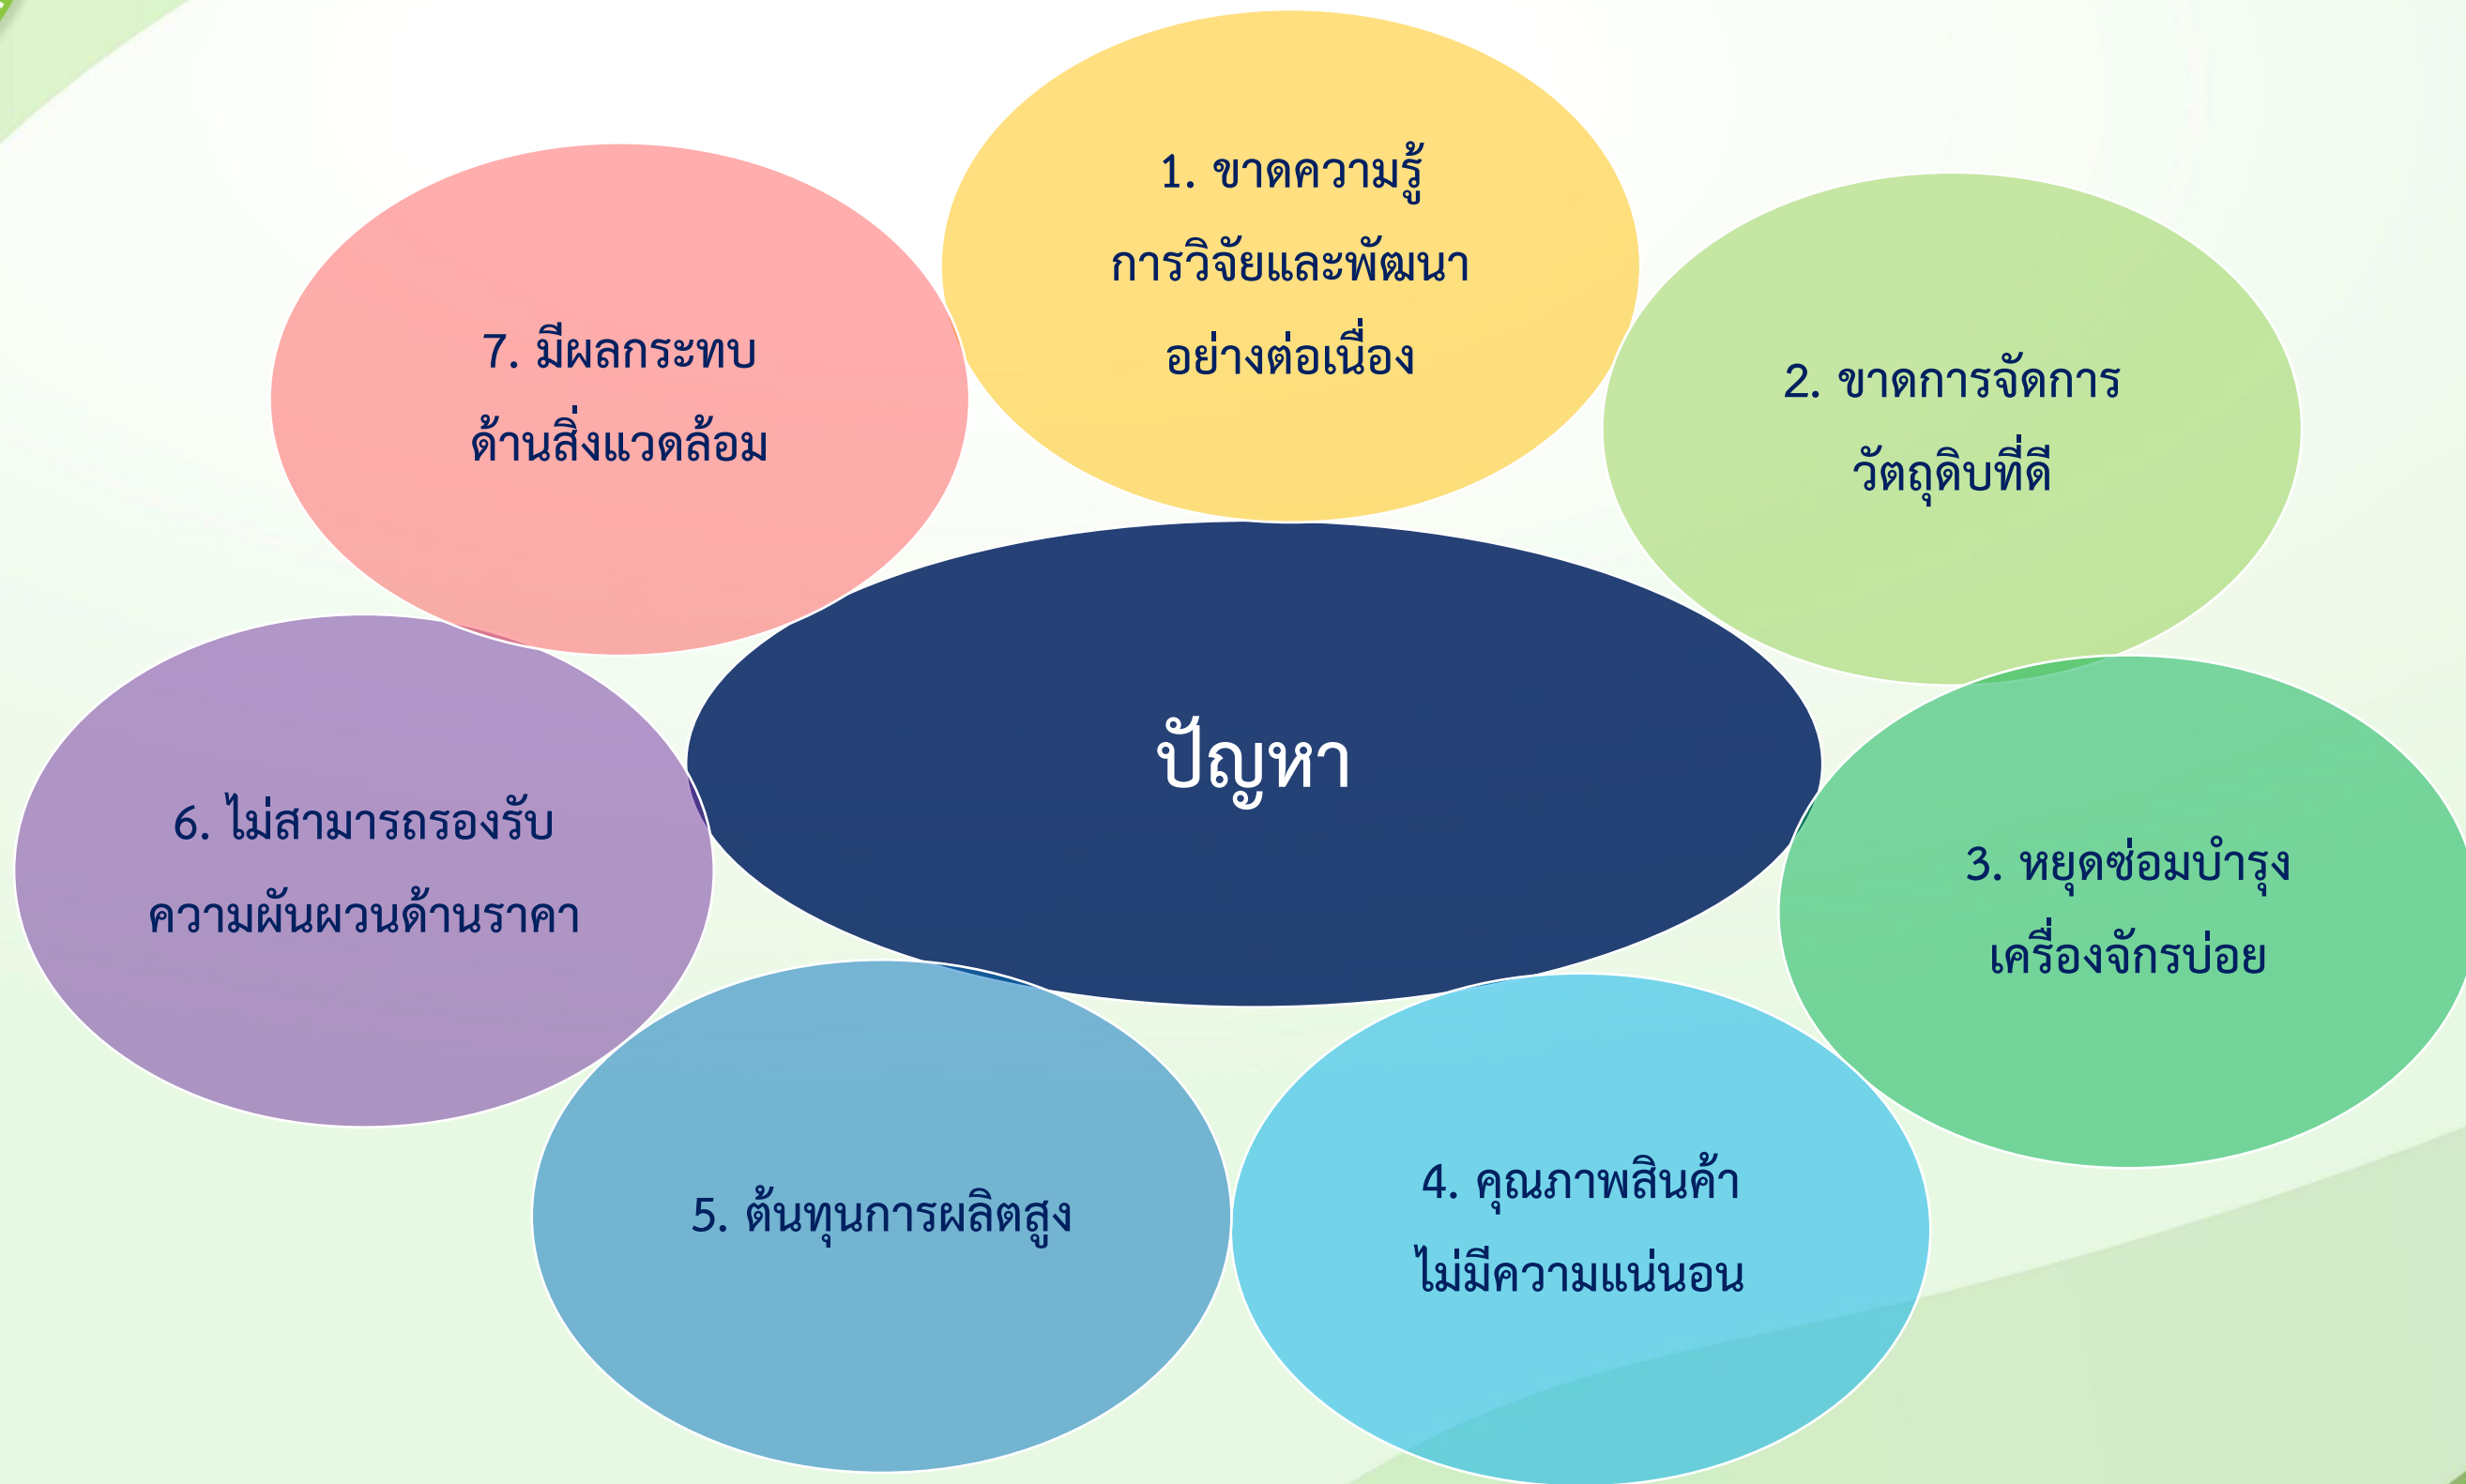 1. ขาดความรู้
การวิจัยและพัฒนา
อย่างต่อเนื่อง
2. ขาดการจัดการ
วัตถุดิบที่ดี
3. หยุดซ่อมบำรุง
เครื่องจักรบ่อย
4. คุณภาพสินค้า
ไม่มีความแน่นอน
5. ต้นทุนการผลิตสูง
6. ไม่สามารถรองรับ
ความผันผวนด้านราคา
7. มีผลกระทบ
ด้านสิ่งแวดล้อม
ปัญหา